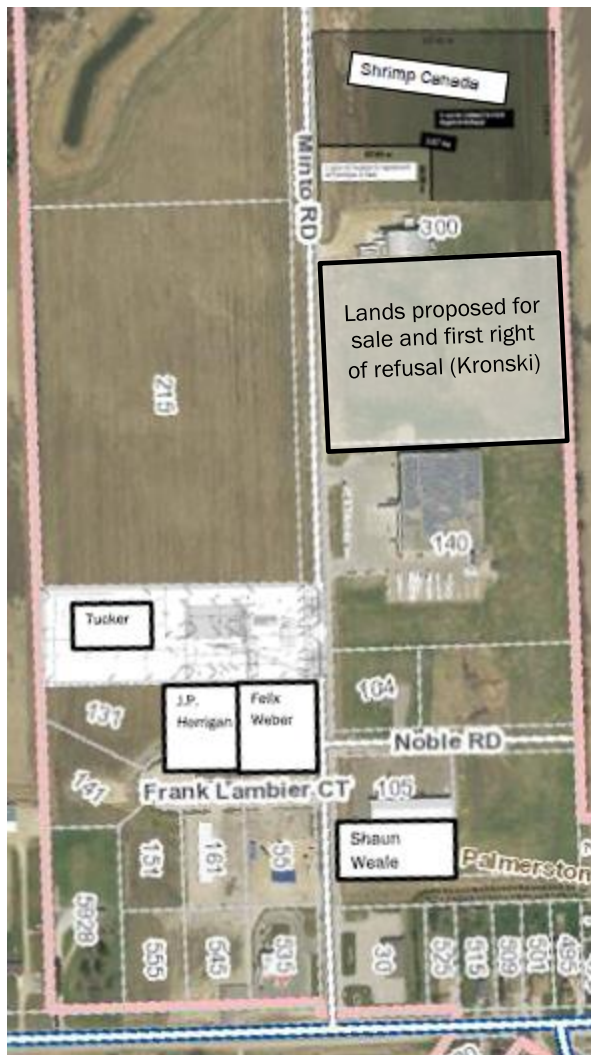 Shrimp Canada
Minto RD
300
Lands proposed for
sale and first right
of refusal (Kronski)
215
140
Tucker
104
131
J.P.
Horrigan
Felix
Weber
Noble RD
141
Frank Lambier CT
105
Shaun
Weale
151
161
55
Palmerston
5928
555
545
535
30
525
515
509
501
495